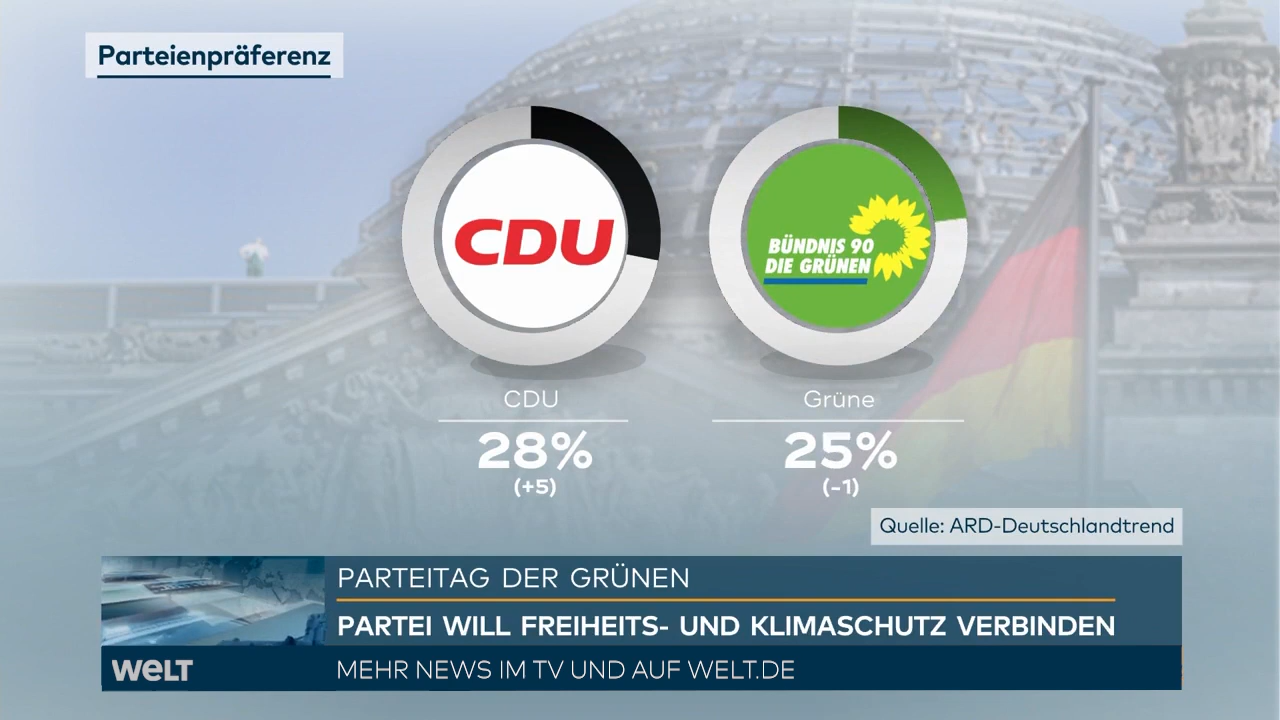 Parteienpräferenz
CDU
BÜNDNIS 90
DIE GRÜNEN
CDU
28%
(+5)
Grüne
25%
(-1)
Quelle: ARD-Deutschlandtrend
PARTEITAG DER GRÜNEN
PARTEI WILL FREIHEITS- UND KLIMASCHUTZ VERBINDEN
WELT
MEHR NEWS IM TV UND AUF WELT.DE